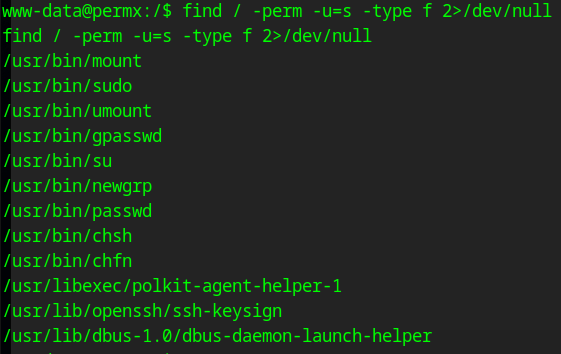 www-data@permx:/$ find / -perm -u=s -type f 2>/dev/null
find / -perm -u=s -type f 2>/dev/null
/usr/bin/mount
/usr/bin/sudo
/usr/bin/umount
/usr/bin/gpasswd
/usr/bin/su
/usr/bin/newgrp
/usr/bin/passwd
/usr/bin/chsh
/usr/bin/chfn
/usr/libexec/polkit-agent-helper-1
/usr/lib/openssh/ssh-keysign
/usr/lib/dbus-1.0/dbus-daemon-launch-helper